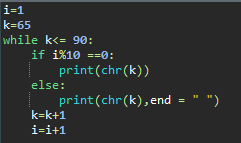 i=1
k=65
while k<= 90:
    if i%10 ==0:
        print(chr(k))
    else:
        print(chr(k),end = " ")
    k=k+1
    i=i+1